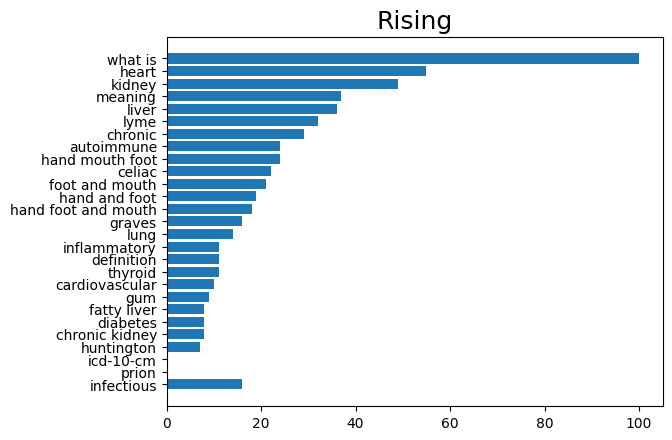 Rising
what is
heart
kidney
meaning
liver
lyme
chronic
autoimmune
hand mouth foot
celiac
foot and mouth
hand and foot
hand foot and mouth
graves
lung
inflammatory
definition
thyroid
cardiovascular
gum
fatty liver
diabetes
chronic kidney
huntington
icd-10-cm
prion
infectious
0 20 40 60 80 100